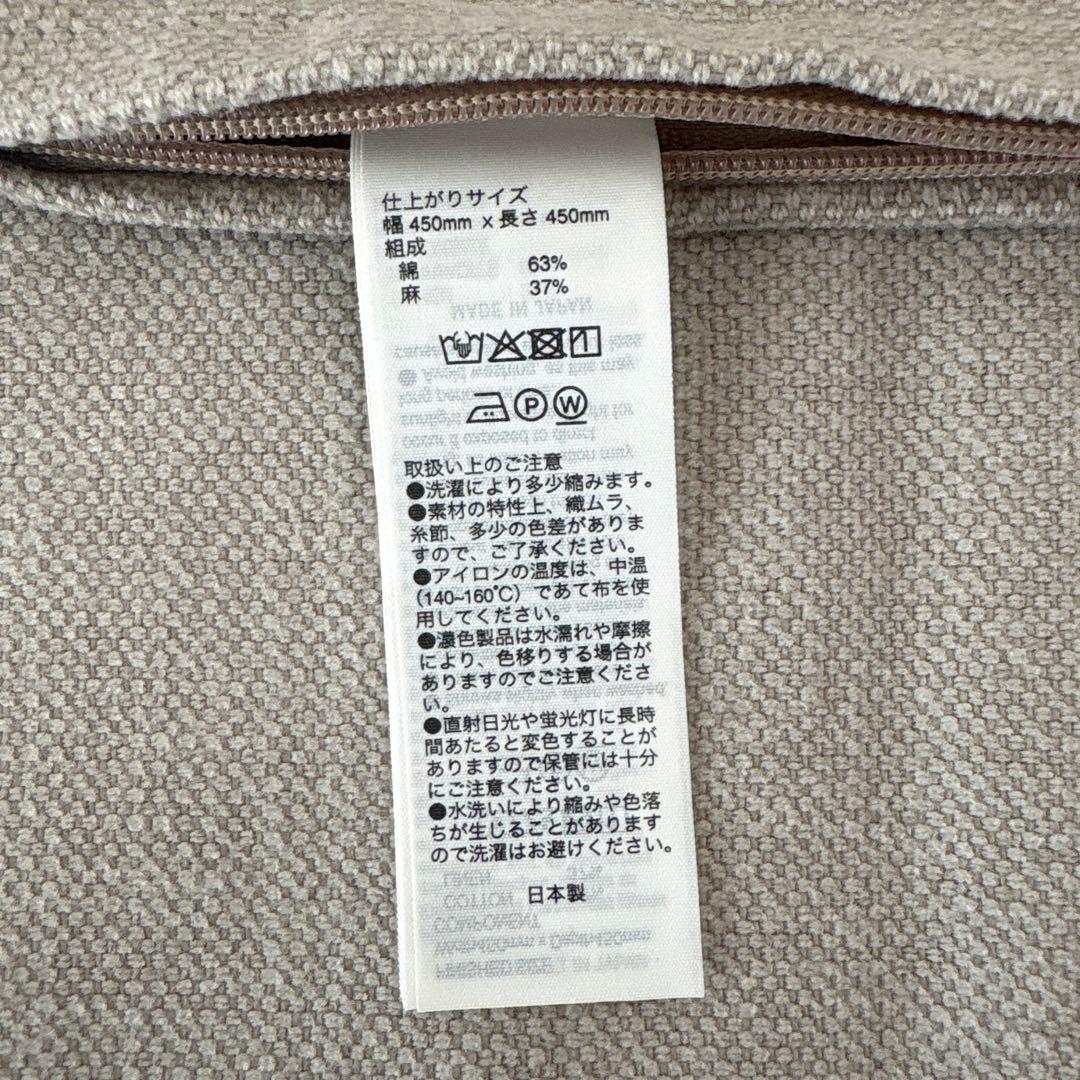 仕上がりサイズ
幅 450mm x 長さ 450mm
組成
綿 63%
麻 37%
P W
取扱い上のご注意
●洗濯により多少縮みます。
●素材の特性上、織ムラ、
糸節、多少の色差がありま
すので、ご了承ください。
●アイロンの温度は、中温
(140~160℃) であて布を使
用してください。
●濃色製品は水濡れや摩擦
により、色移りする場合が
ありますのでご注意くださ
い。
●直射日光や蛍光灯に長時
間あたると変色することが
ありますので保管には十分
にご注意ください。
●水洗いにより縮みや色落
ちが生じることがあります
ので洗濯はお避けください。
日本製